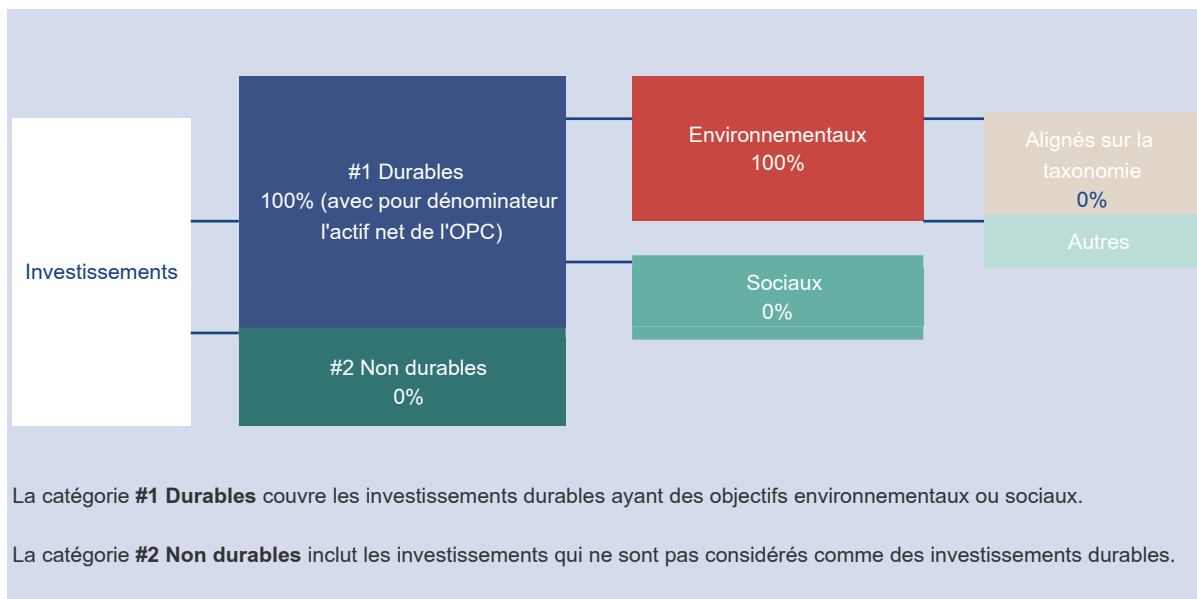 Investissements
#1 Durables
100% (avec pour dénominateur
l'actif net de l'OPC)
#2 Non durables
0%
Environnementaux
100%
Sociaux
0%
Alignés sur la
taxonomie
0%
Autres
La catégorie #1 Durables couvre les investissements durables ayant des objectifs environnementaux ou sociaux.
La catégorie #2 Non durables inclut les investissements qui ne sont pas considérés comme des investissements durables.